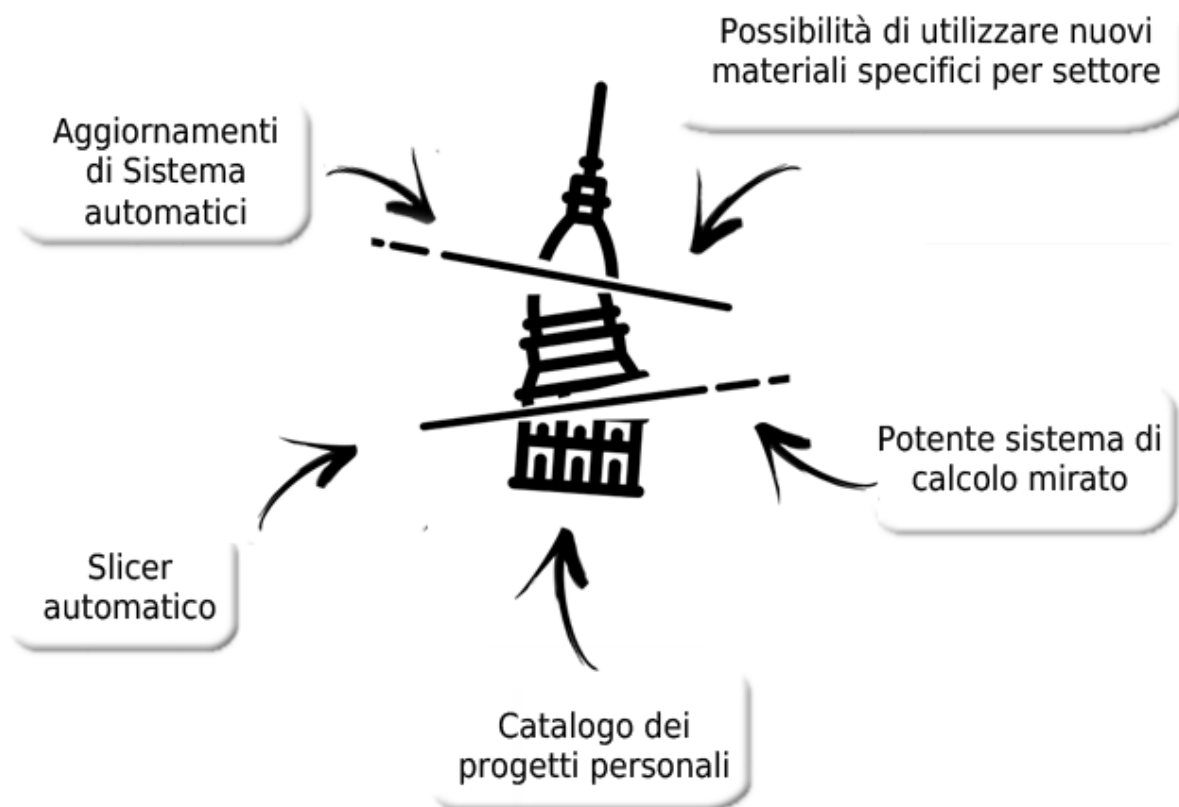 Possibilità di utilizzare nuovi
materiali specifici per settore
Aggiornamenti
di Sistema
automatici
Potente sistema di
calcolo mirato
Slicer
automatico
Catalogo dei
progetti personali